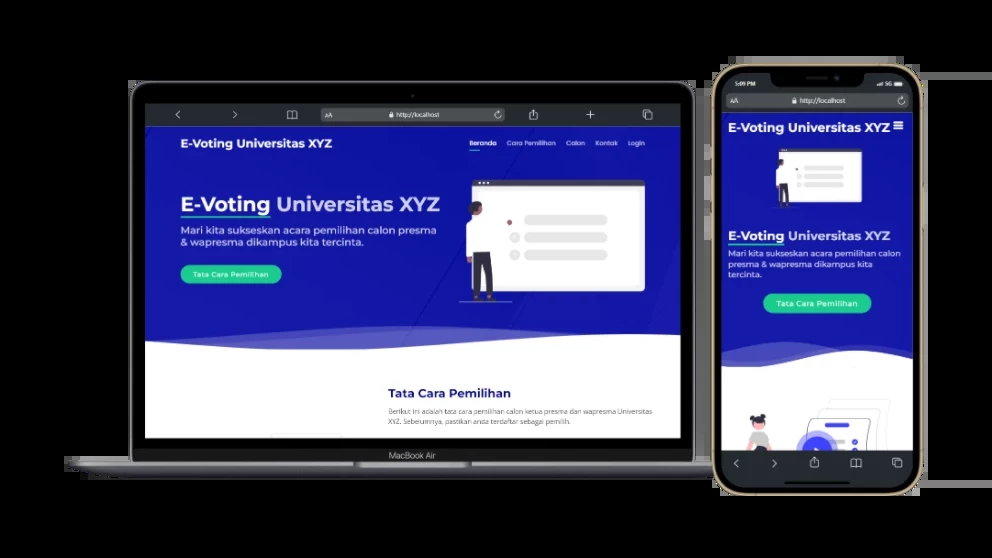 AA http://localhost
E-Voting Universitas XYZ
Beranda Cara Pemilihan Calon Kontak Login
E-Voting Universitas XYZ
Mari kita sukseskan acara pemilihan calon presma
& wapresma dikampus kita tercinta.
Tata Cara Pemilihan
Tata Cara Pemilihan
Berikut ini adalah tata cara pemilihan calon ketua presma dan wapresma Universitas
XYZ. Sebelumnya, pastikan anda terdaftar sebagai pemilih.
MacBook Air
5:09 PM 5G
AA http://localhost
E-Voting Universitas XYZ
E-Voting Universitas XYZ
Mari kita sukseskan acara pemilihan calon
presma & wapresma dikampus kita
tercinta.
Tata Cara Pemilihan